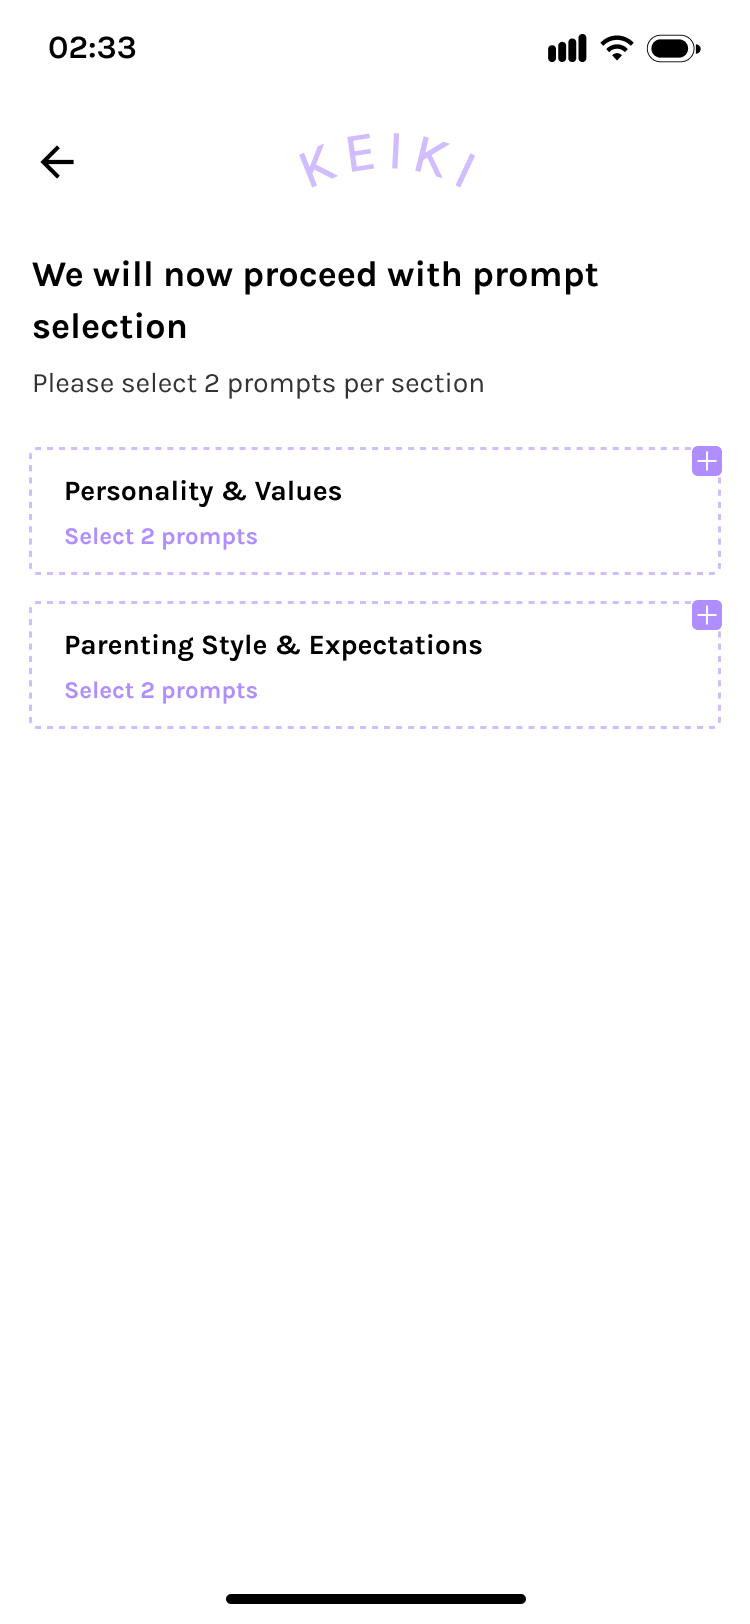 02:33
KEIKI
We will now proceed with prompt
selection
Please select 2 prompts per section
Personality & Values
Select 2 prompts
Parenting Style & Expectations
Select 2 prompts